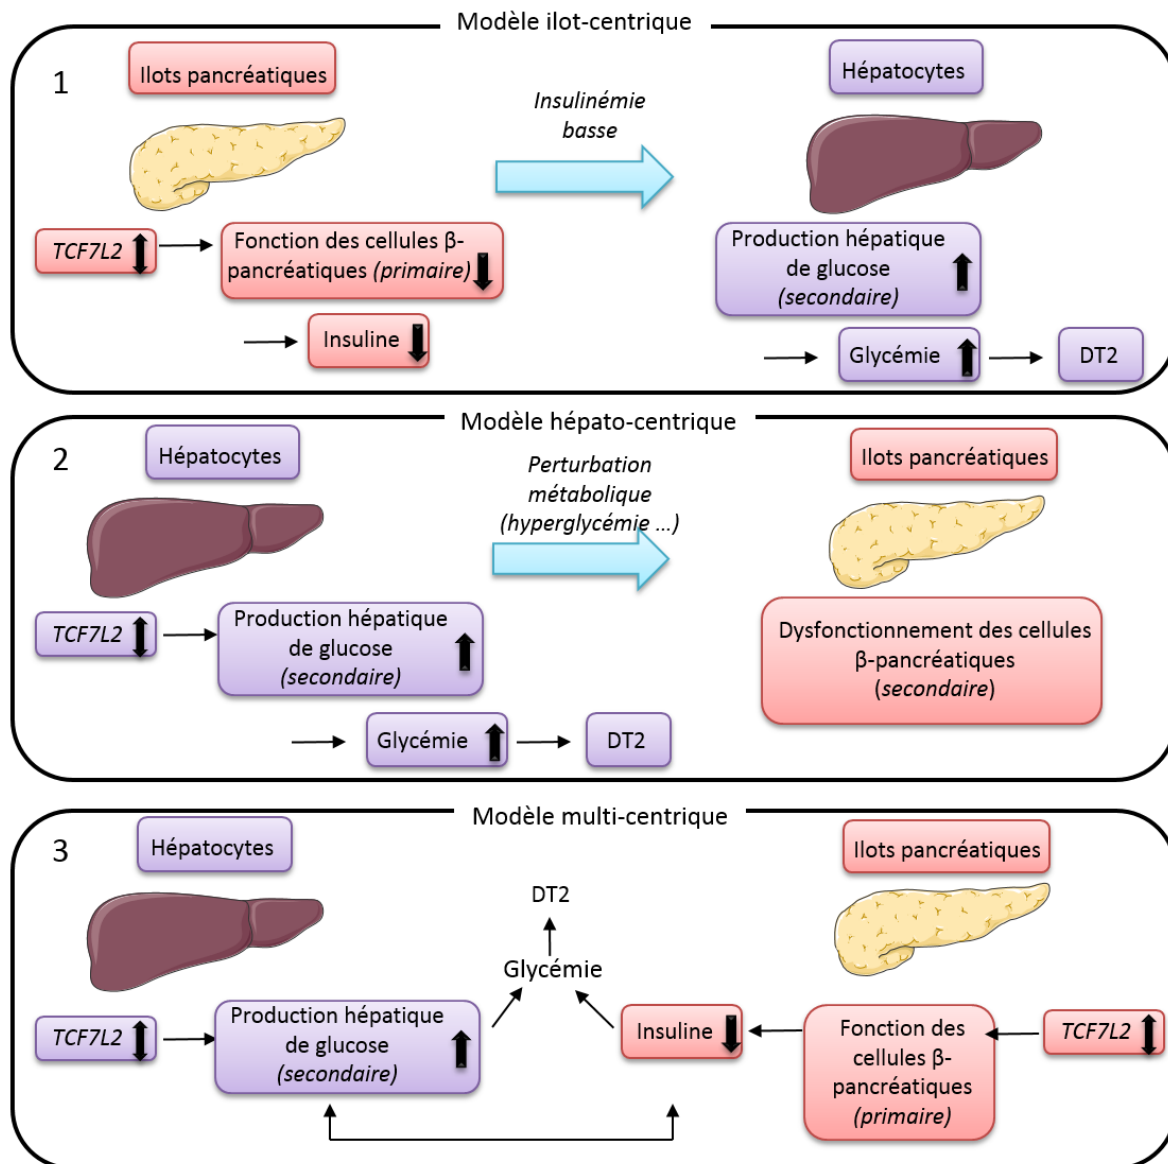 Modèle ilot-centrique
1
Ilots pancréatiques
Insulinémie
basse
Hépatocytes
TCF7L2
Fonction des cellules β-
pancréatiques (primaire)
Insuline
Production hépatique
de glucose
(secondaire)
Glycémie
DT2
Modèle hépato-centrique
2
Hépatocytes
Perturbation
métabolique
(hyperglycémie ...)
Ilots pancréatiques
TCF7L2
Production hépatique
de glucose
(secondaire)
Glycémie
DT2
Dysfonctionnement des cellules
β-pancréatiques
(secondaire)
Modèle multi-centrique
3
Hépatocytes
Ilots pancréatiques
DT2
Glycémie
TCF7L2
Production hépatique
de glucose
(secondaire)
Insuline
Fonction des
cellules β-
pancréatiques
(primaire)
TCF7L2